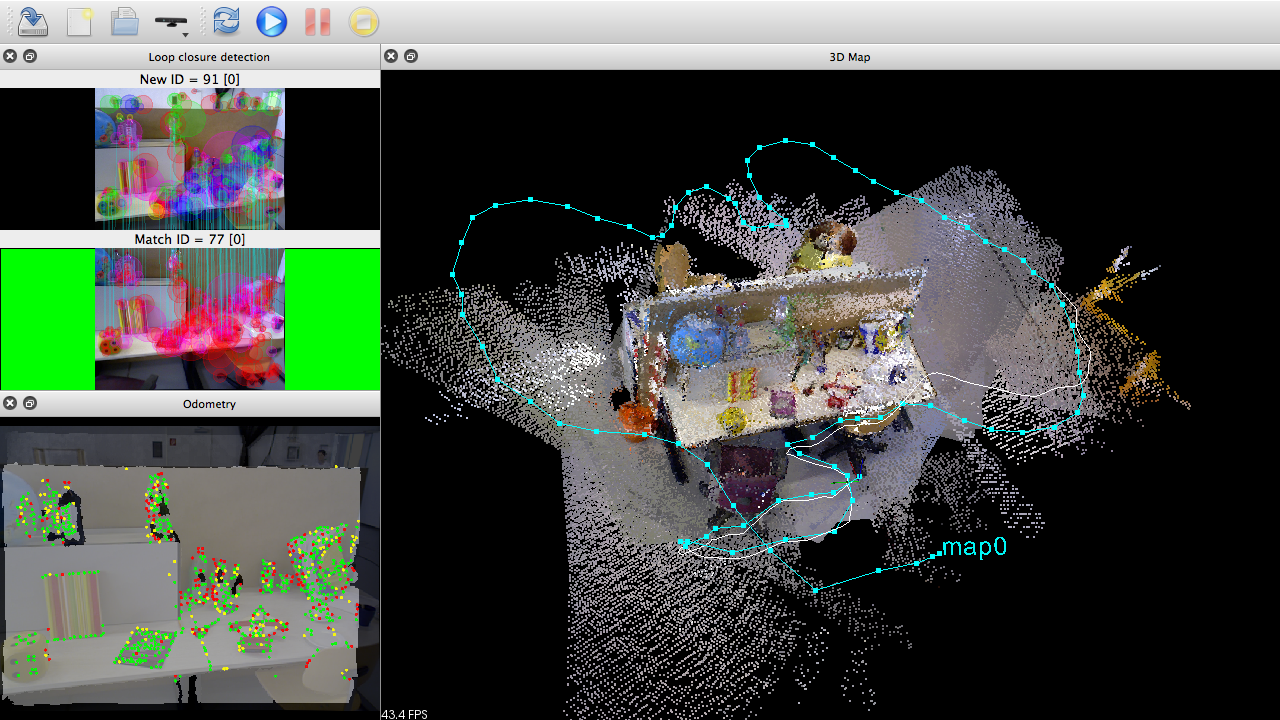 Loop closure detection
3D Map
New ID = 91 [0]
Match ID = 77 [0]
Odometry
map0
43.4 FPS